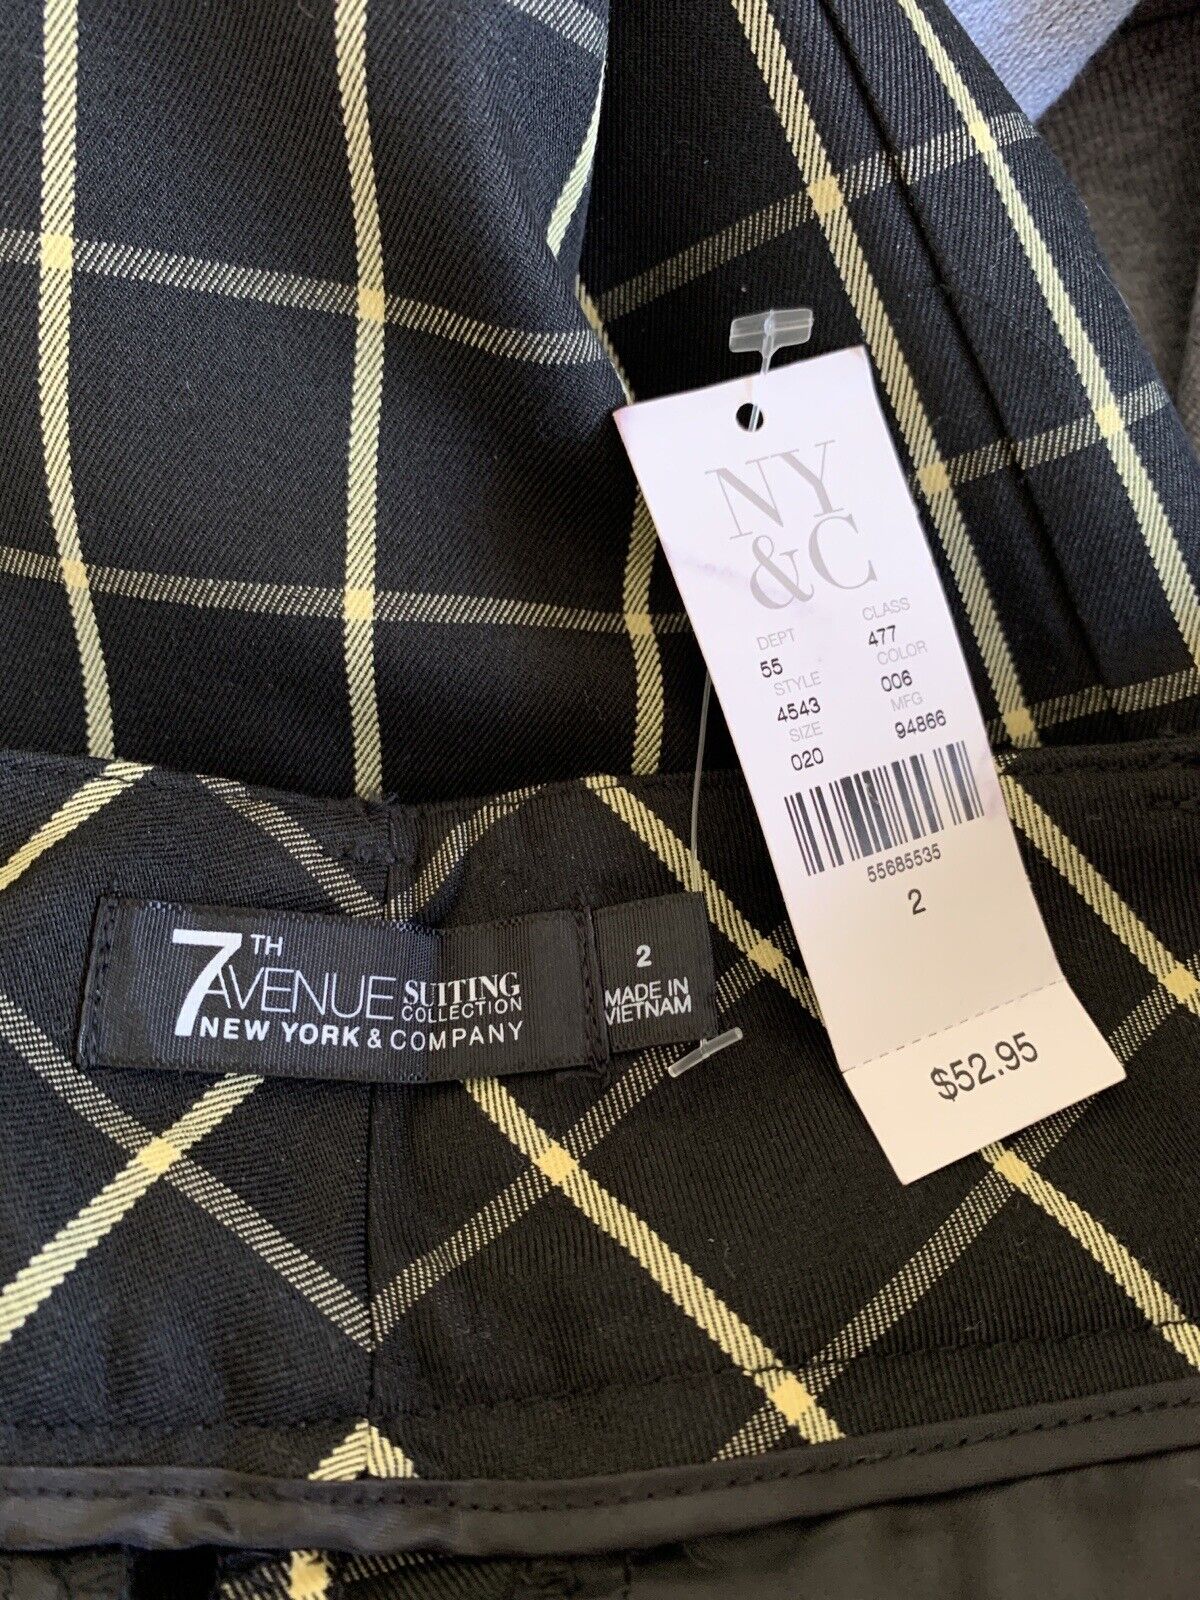 NY
&C
DEPT CLASS
55 477
STYLE COLOR
4543 006
SIZE MFG
020 94866
55685535
2
$52.95
7TH
AVENUE SUITING
COLLECTION
NEW YORK & COMPANY
2
MADE IN
VIETNAM